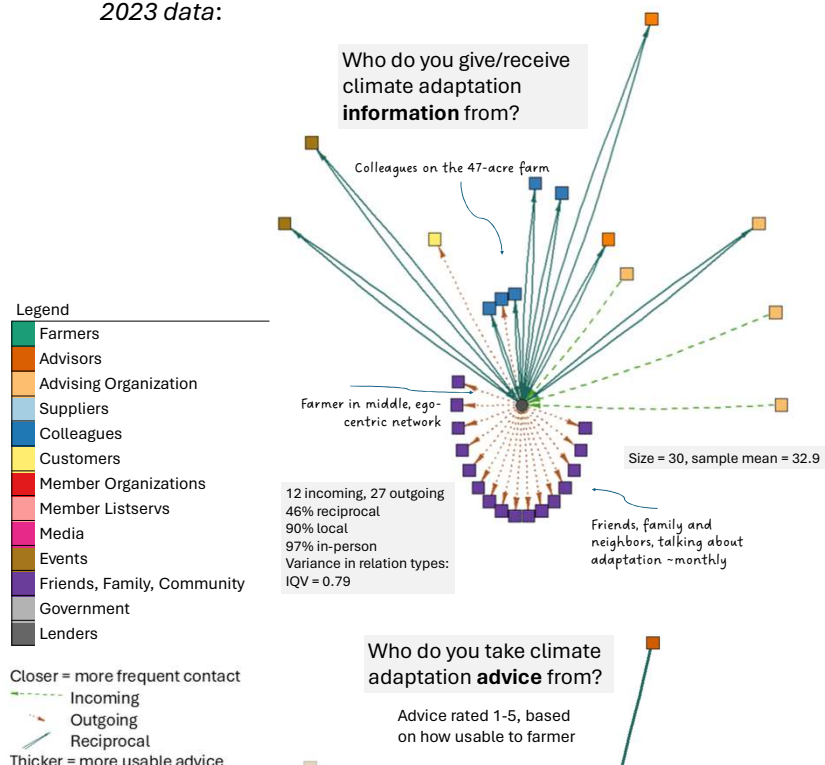 2023 data:
Who do you give/receive
climate adaptation
information from?
Colleagues on the 47-acre farm
Legend
Farmers
Advisors
Advising Organization
Suppliers
Colleagues
Customers
Member Organizations
Member Listservs
Media
Events
Friends, Family, Community
Government
Lenders
Farmer in middle, ego-
centric network
Size = 30, sample mean = 32.9
12 incoming, 27 outgoing
46% reciprocal
90% local
97% in-person
Variance in relation types:
IQV = 0.79
Friends, family and
neighbors, talking about
adaptation ~monthly
Closer = more frequent contact
Incoming
Outgoing
Reciprocal
Thicker = more usable advice
Who do you take climate
adaptation advice from?
Advice rated 1-5, based
on how usable to farmer